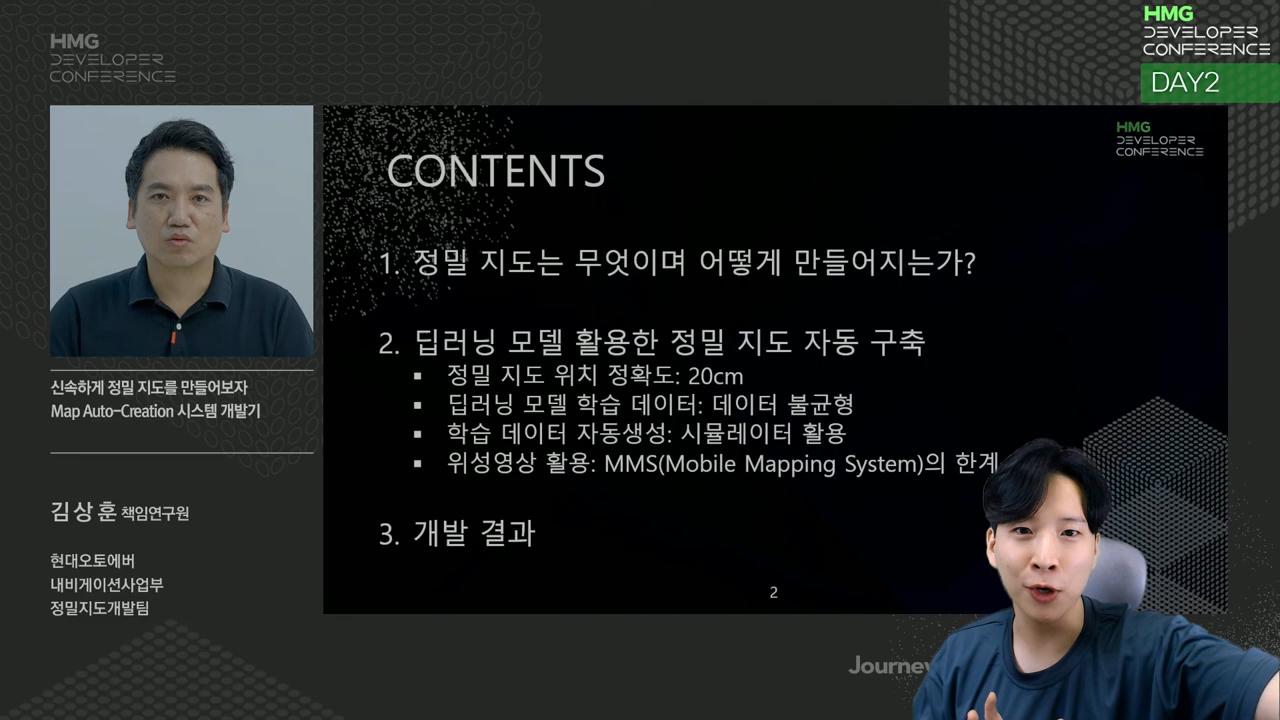 HMG
DEVELOPER
CONFERENCE
HMG
DEVELOPER
CONFERENCE
DAY2
HMG
DEVELOPER
CONFERENCE
CONTENTS
1. 정밀 지도는 무엇이며 어떻게 만들어지는가?
2. 딥러닝 모델 활용한 정밀 지도 자동 구축
▪ 정밀 지도 위치 정확도: 20cm
▪ 딥러닝 모델 학습 데이터: 데이터 불균형
▪ 학습 데이터 자동생성: 시뮬레이터 활용
▪ 위성영상 활용: MMS(Mobile Mapping System)의 한계
3. 개발 결과
2
신속하게 정밀 지도를 만들어보자
Map Auto-Creation 시스템 개발기
김상훈 책임연구원
현대오토에버
내비게이션사업부
정밀지도개발팀